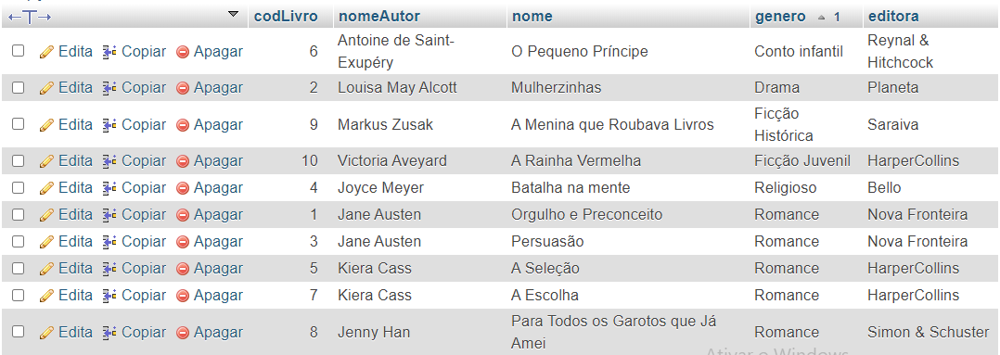 codLivro nomeAutor nome genero 1 editora
Edita Copiar Apagar 6 Antoine de Saint-Exupéry O Pequeno Príncipe Conto infantil Reynal & Hitchcock
Edita Copiar Apagar 2 Louisa May Alcott Mulherzinhas Drama Planeta
Edita Copiar Apagar 9 Markus Zusak A Menina que Roubava Livros Ficção Histórica Saraiva
Edita Copiar Apagar 10 Victoria Aveyard A Rainha Vermelha Ficção Juvenil HarperCollins
Edita Copiar Apagar 4 Joyce Meyer Batalha na mente Religioso Bello
Edita Copiar Apagar 1 Jane Austen Orgulho e Preconceito Romance Nova Fronteira
Edita Copiar Apagar 3 Jane Austen Persuasão Romance Nova Fronteira
Edita Copiar Apagar 5 Kiera Cass A Seleção Romance HarperCollins
Edita Copiar Apagar 7 Kiera Cass A Escolha Romance HarperCollins
Edita Copiar Apagar 8 Jenny Han Para Todos os Garotos que Já Amei Romance Simon & Schuster
Ativar o Windows